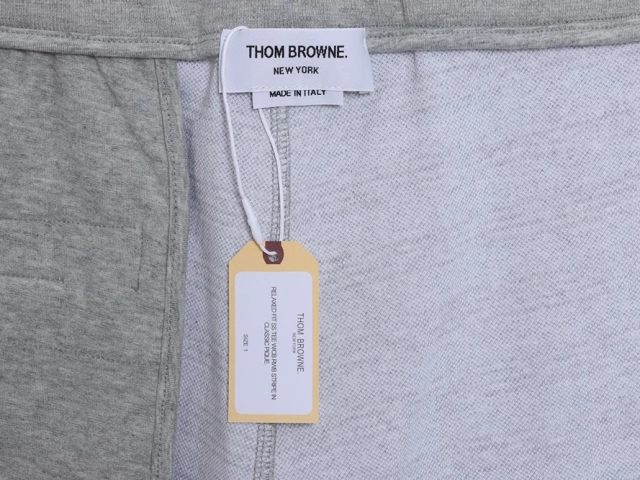 THOM BROWNE.
NEW YORK
MADE IN ITALY
THOM BROWNE.
NEW YORK
RELAXED FIT SS TEE W/CB RWB STRIPE IN
CLASSIC PIQUE
SIZE: 1